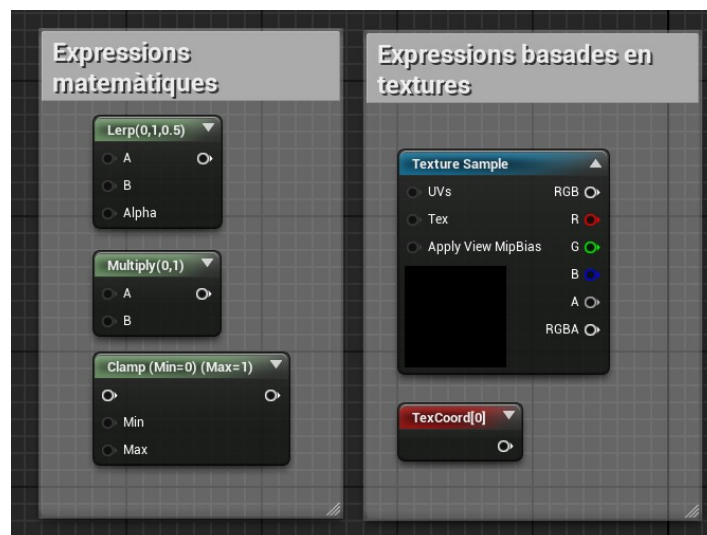 Expressions
matemàtiques
Lerp(0,1,0.5)
A
B
Alpha
Multiply(0,1)
A
B
Clamp (Min=0) (Max=1)
Min
Max
Expressions basades en
textures
Texture Sample
UVs RGB
Tex R
Apply View MipBias G
B
A
RGBA
TexCoord[0]